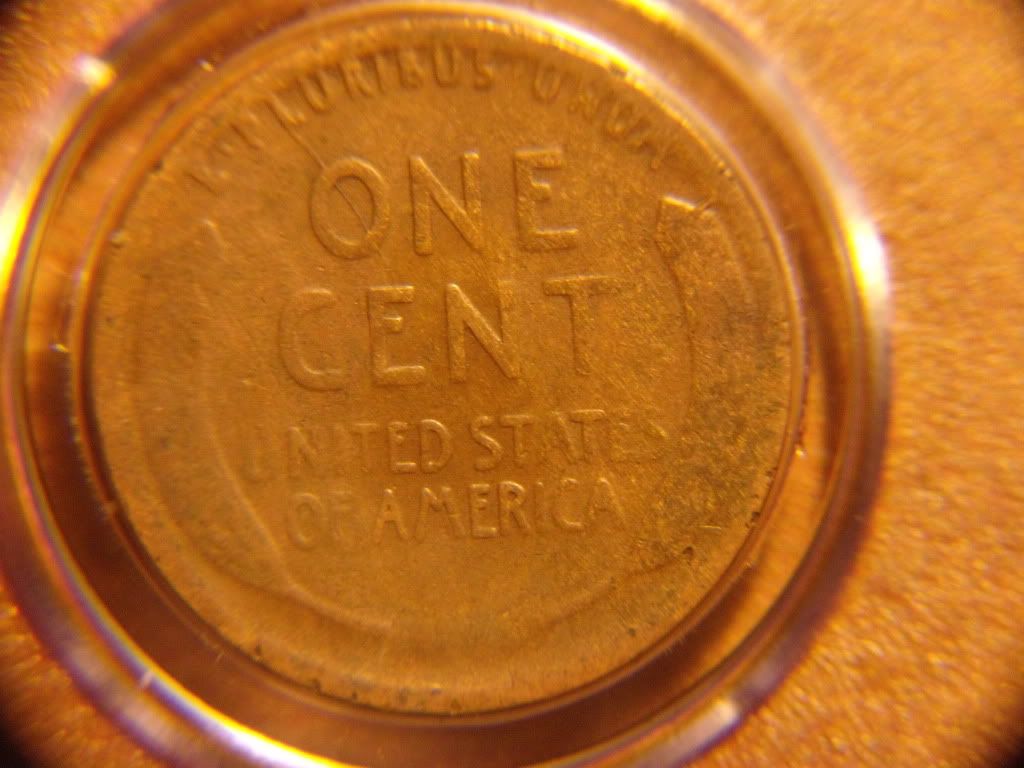 E PLURIBUS UNUM
ONE
CENT
UNITED STATES
OF AMERICA